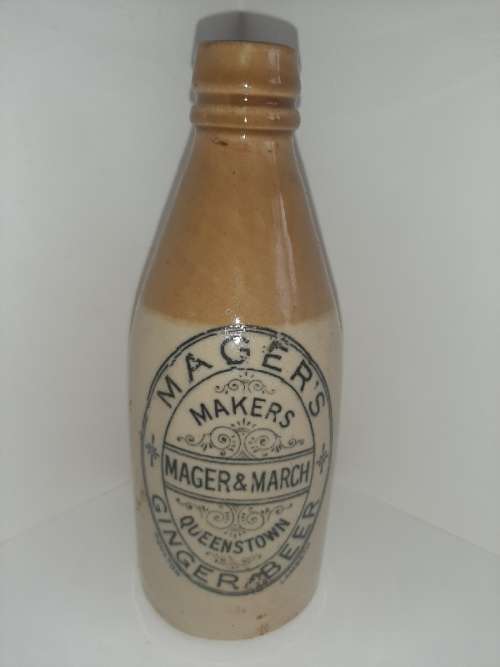 MAGER'S
MAKERS
MAGER & MARCH
QUEENSTOWN
GINGER BEER